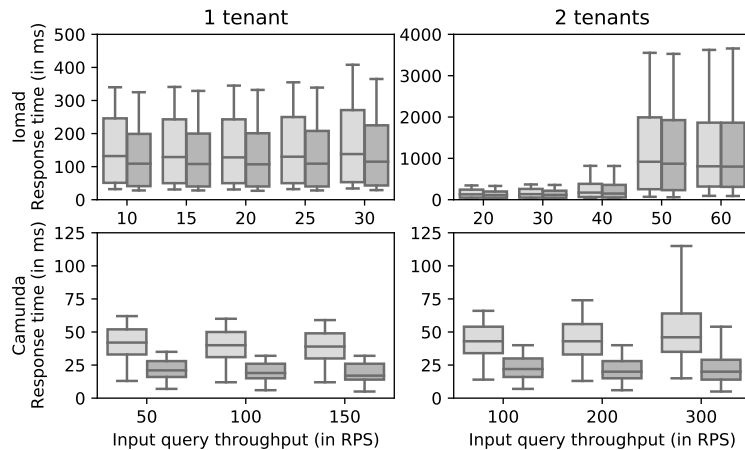 1 tenant
2 tenants
Iomad
Response time (in ms)
500
400
300
200
100
0
10 15 20 25 30
4000
3000
2000
1000
0
20 30 40 50 60
Camunda
Response time (in ms)
125
100
75
50
25
0
50 100 150
Input query throughput (in RPS)
125
100
75
50
25
0
100 200 300
Input query throughput (in RPS)